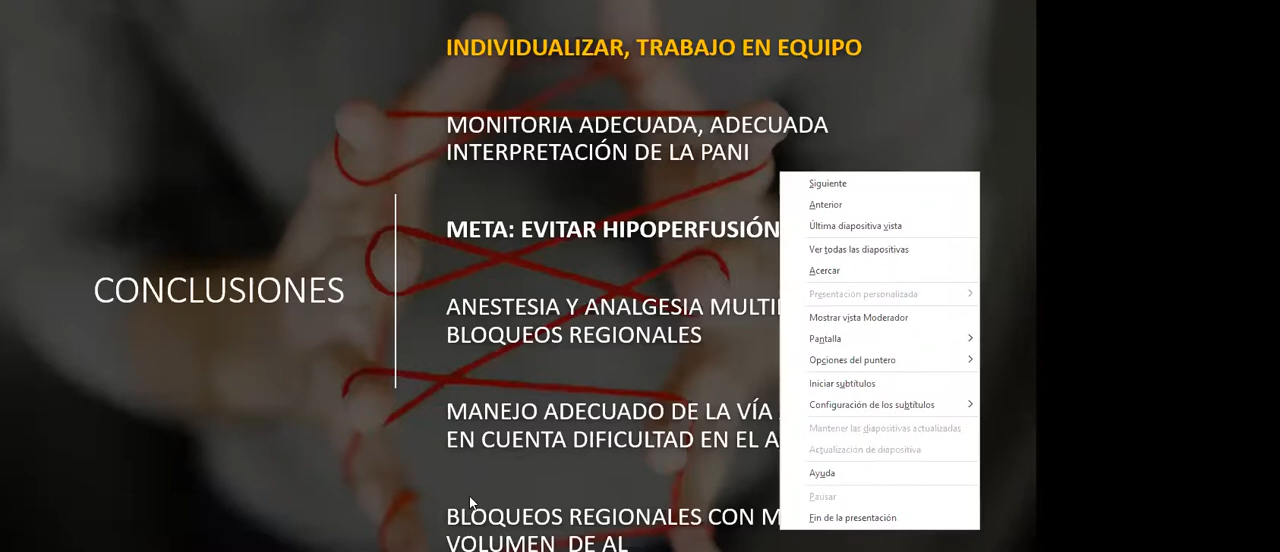 INDIVIDUALIZAR, TRABAJO EN EQUIPO
MONITORIA ADECUADA, ADECUADA
INTERPRETACIÓN DE LA PANI
META: EVITAR HIPOPERFUSIÓN
CONCLUSIONES
ANESTESIA Y ANALGESIA
BLOQUEOS REGIONALES
MANEJO ADECUADO DE LA VÍA
EN CUENTA DIFICULTAD EN EL
BLOQUEOS REGIONALES CON
VOLUMEN DE AL
Siguiente
Anterior
Última diapositiva vista
Ver todas las diapositivas
Acercar
Presentación personalizada
Mostrar vista Moderador
Pantalla
Opciones del puntero
Iniciar subtítulos
Configuración de los subtítulos
Mantener las diapositivas actualizadas
Actualización de diapositiva
Ayuda
Pausar
Fin de la presentación